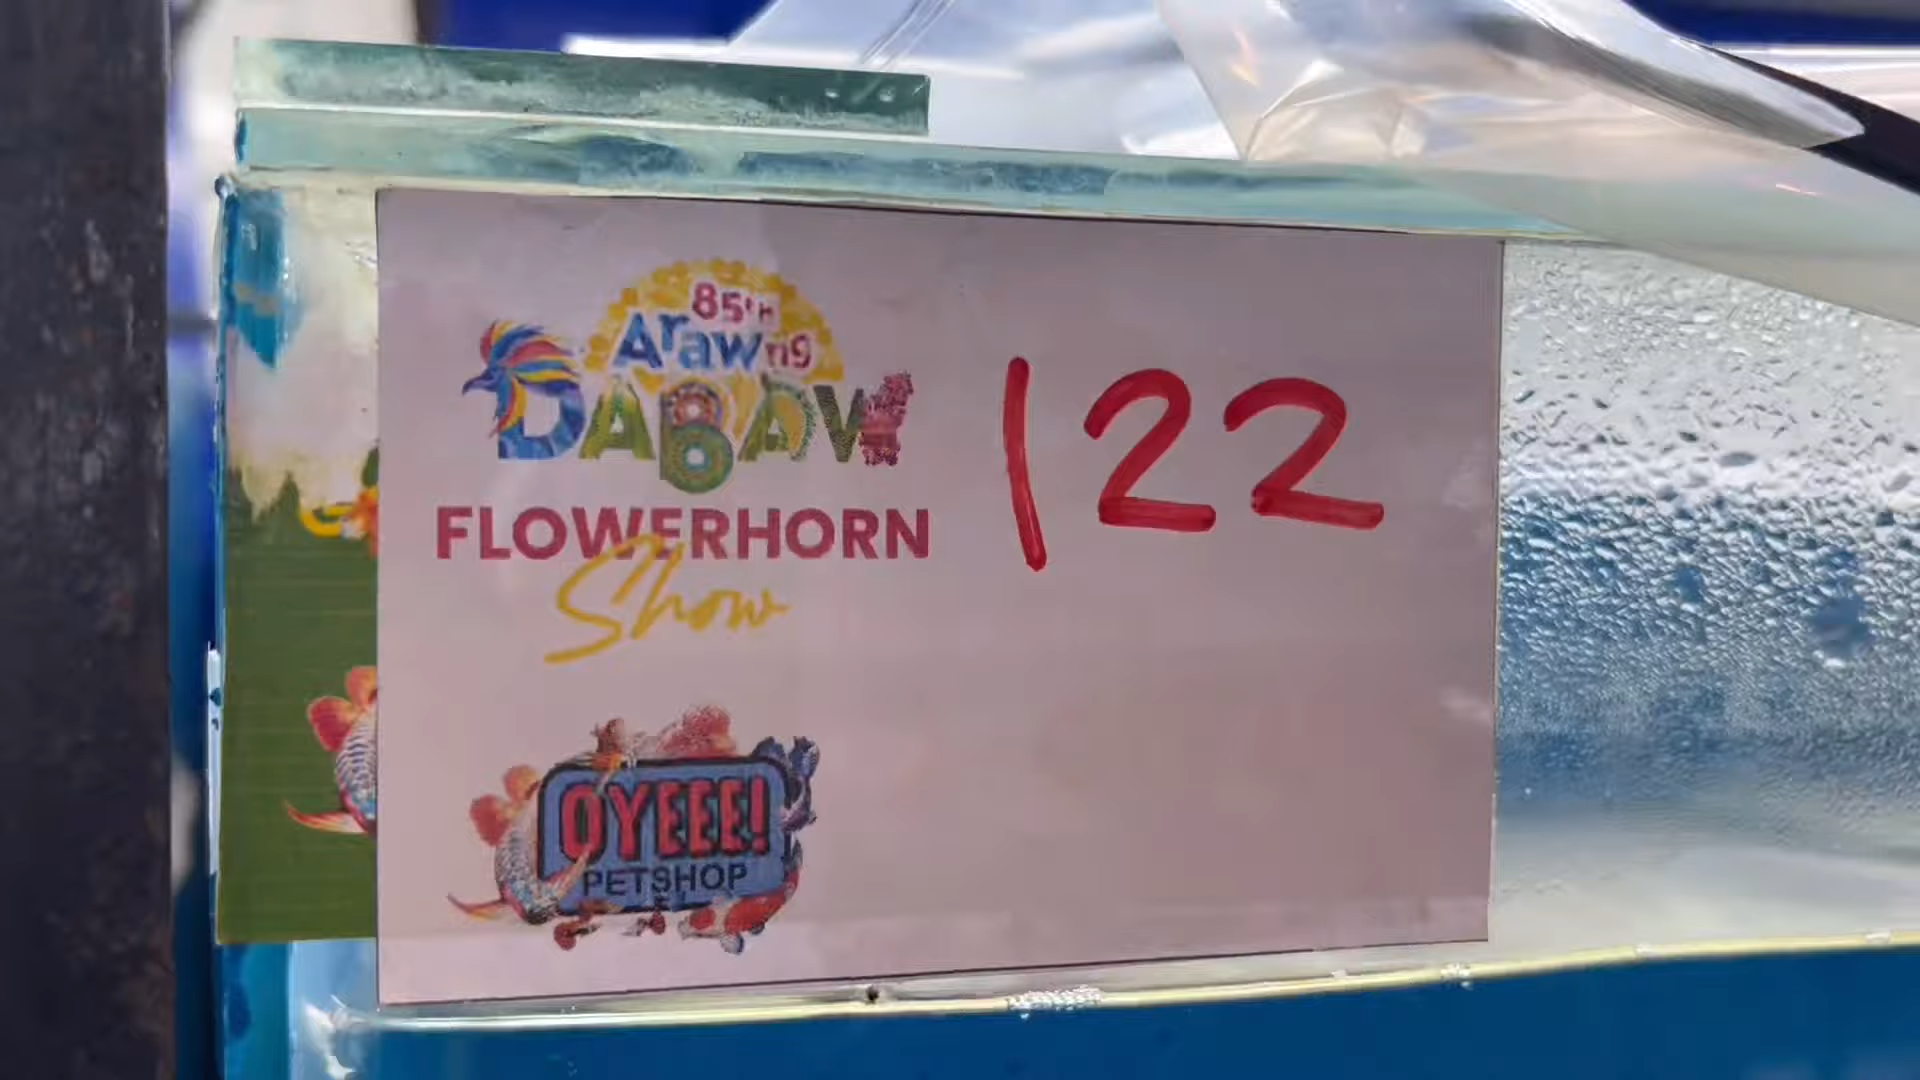 85th
Araw ng
DABAW
FLOWERHORN
Show
122
OYEEE!
PETSHOP